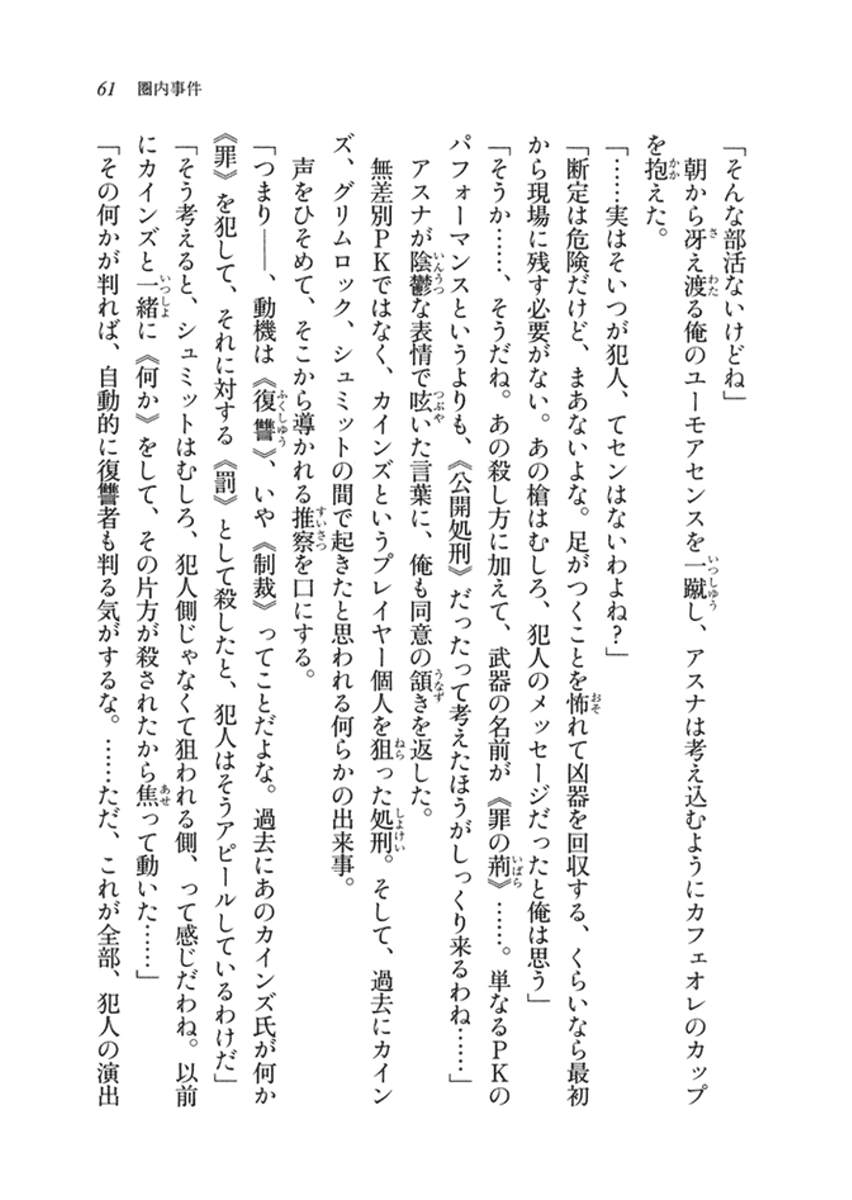 61 圏内事件
「そんな部活ないけどね」
　朝から冴え渡る俺のユーモアセンスを一蹴し、アスナは考え込むようにカフェオレのカップ
を抱えた。
「……実はそいつが犯人、てセンはないわよね？」
「断定は危険だけど、まあないよな。足がつくことを怖れて凶器を回収する、くらいなら最初
から現場に残す必要がない。あの槍はむしろ、犯人のメッセージだったと俺は思う」
「そうか……、そうだね。あの殺し方に加えて、武器の名前が《罪の荊》……。単なるＰＫの
パフォーマンスというよりも、《公開処刑》だったって考えたほうがしっくり来るわね……」
　アスナが陰鬱な表情で呟いた言葉に、俺も同意の頷きを返した。
　無差別ＰＫではなく、カインズというプレイヤー個人を狙った処刑。そして、過去にカイン
ズ、グリムロック、シュミットの間で起きたと思われる何らかの出来事。
　声をひそめて、そこから導かれる推察を口にする。
「つまり――、動機は《復讐》、いや《制裁》ってことだよな。過去にあのカインズ氏が何か
《罪》を犯して、それに対する《罰》として殺したと、犯人はそうアピールしているわけだ」
「そう考えると、シュミットはむしろ、犯人側じゃなくて狙われる側、って感じだわね。以前
にカインズと一緒に《何か》をして、その片方が殺されたから焦って動いた……」
「その何かが判れば、自動的に復讐者も判る気がするな。……ただ、これが全部、犯人の演出